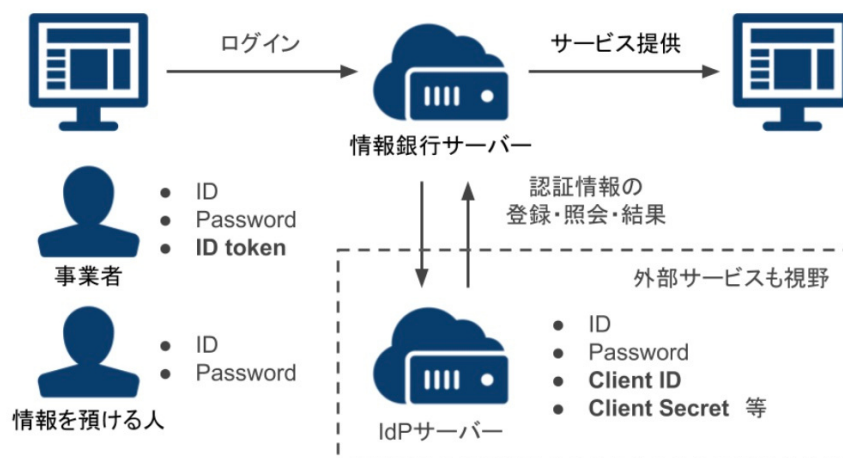 ログイン
サービス提供
情報銀行サーバー
認証情報の
登録・照会・結果
● ID
● Password
● ID token
事業者
外部サービスも視野
● ID
● Password
情報を預ける人
● ID
● Password
● Client ID
● Client Secret 等
IdPサーバー